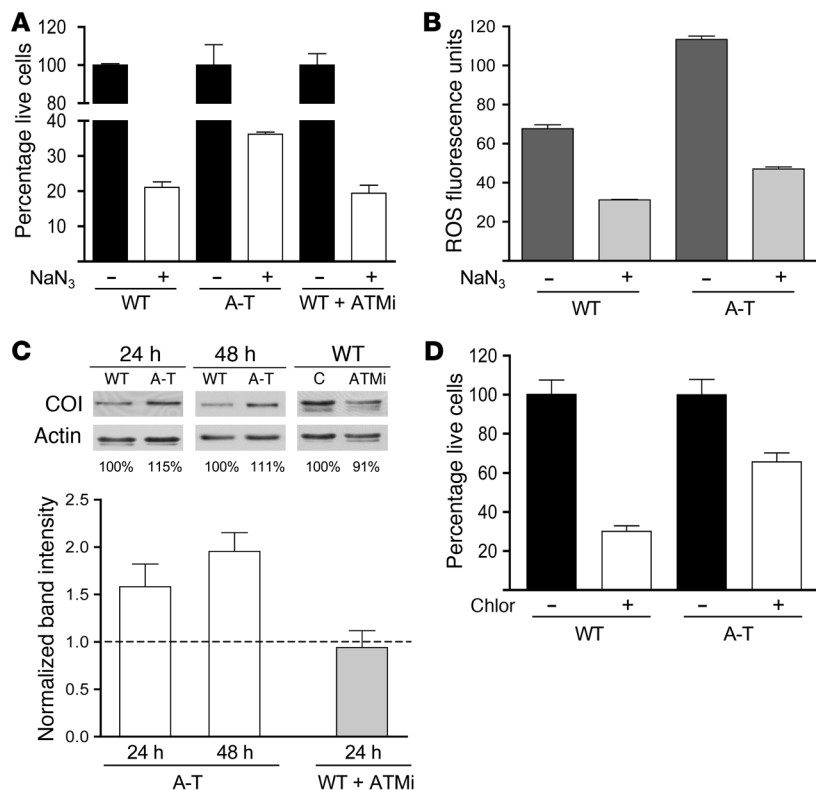 A
Percentage live cells
120
100
80
40
30
20
10
NaN3 – + – + – +
WT A-T WT + ATMi
B
ROS fluorescence units
120
100
80
60
40
20
NaN3 – + – +
WT A-T
C
24 h 48 h WT
WT A-T WT A-T C ATMi
COI
Actin
100% 115% 100% 111% 100% 91%
Normalized band intensity
2.5
2.0
1.5
1.0
0.5
0.0
24 h 48 h 24 h
A-T WT + ATMi
D
Percentage live cells
120
100
80
60
40
20
Chlor – + – +
WT A-T